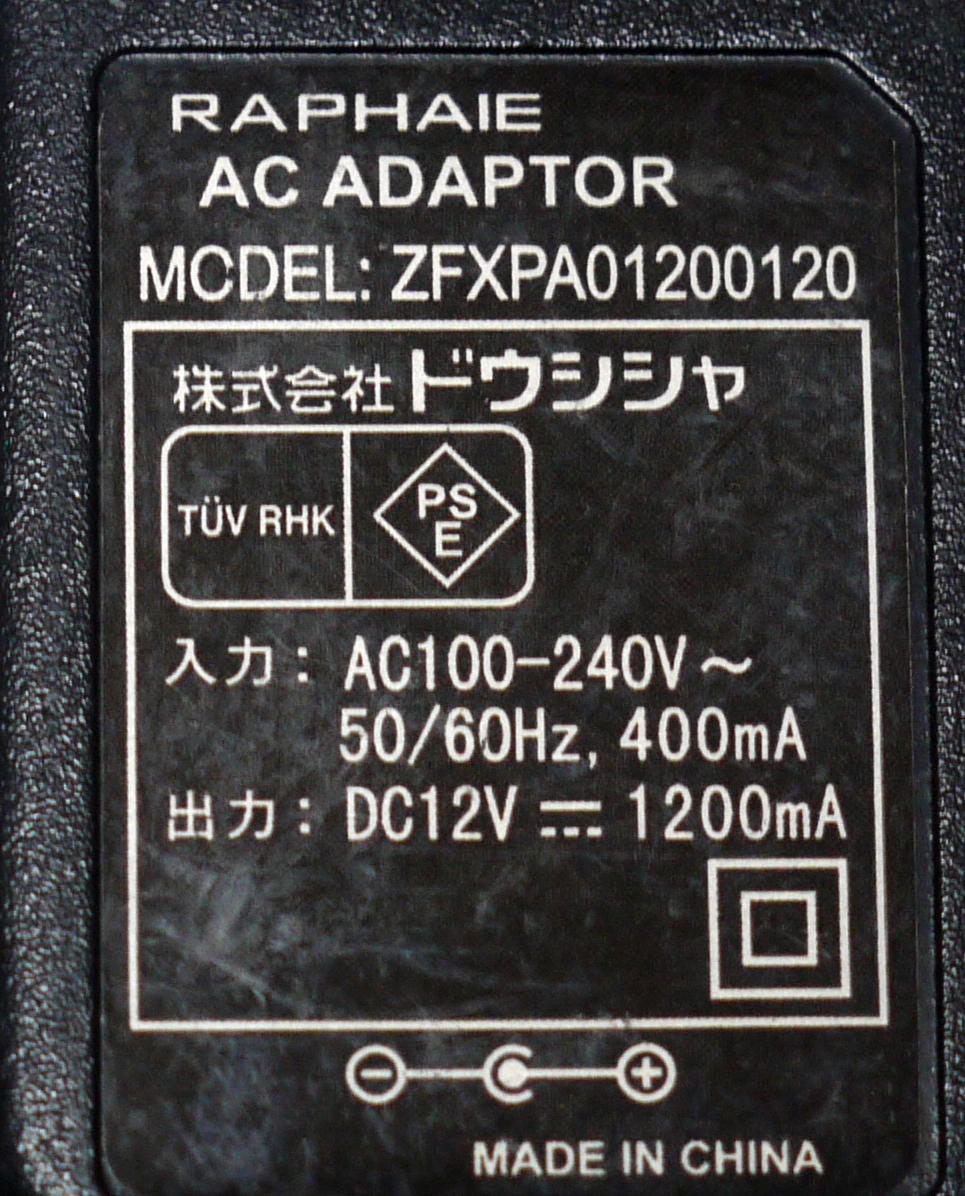 RAPHAIE
AC ADAPTOR
MCDEL: ZFXPA01200120
株式会社ドウシシャ
TÜV RHK
PS
E
入力: AC100-240V～
50/60Hz, 400mA
出力: DC12V ⎓ 1200mA
MADE IN CHINA